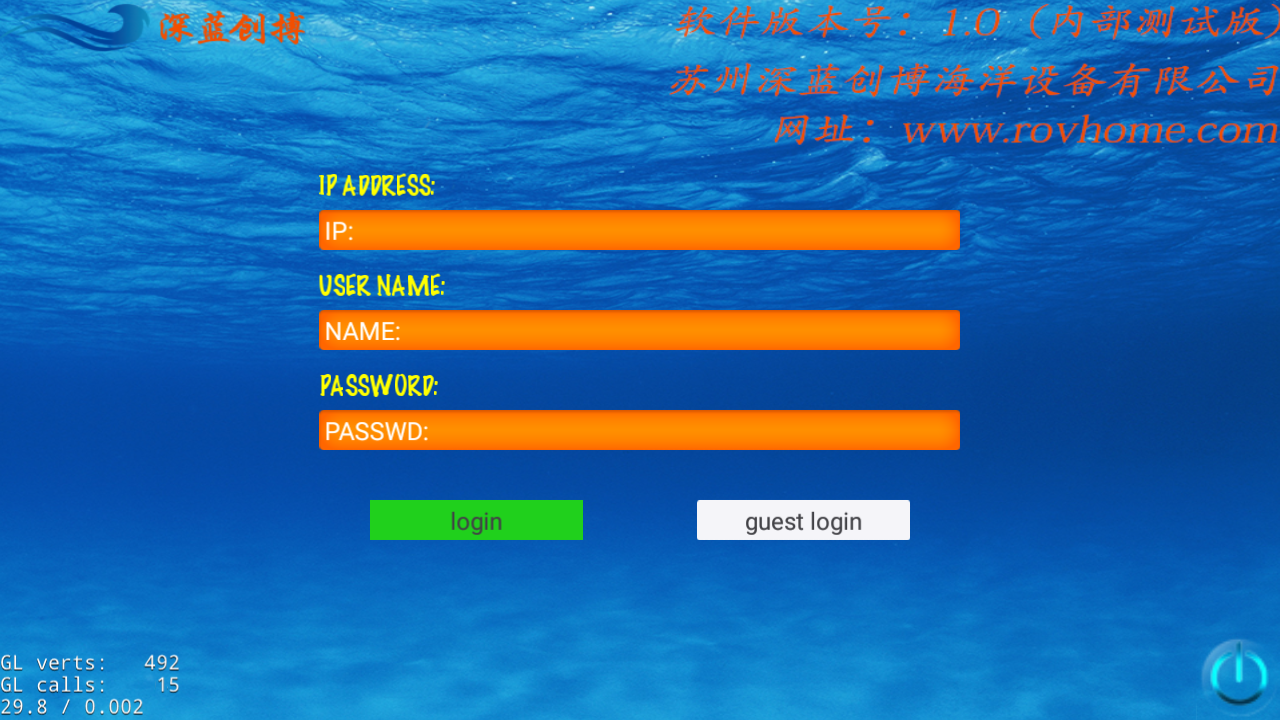 深蓝创搏
软件版本号：1.0（内部测试版)
苏州深蓝创博海洋设备有限公司
网址：www.rovhome.com
IP ADDRESS:
IP:
USER NAME:
NAME:
PASSWORD:
PASSWD:
login
guest login
GL verts: 492
GL calls: 15
29.8 / 0.002